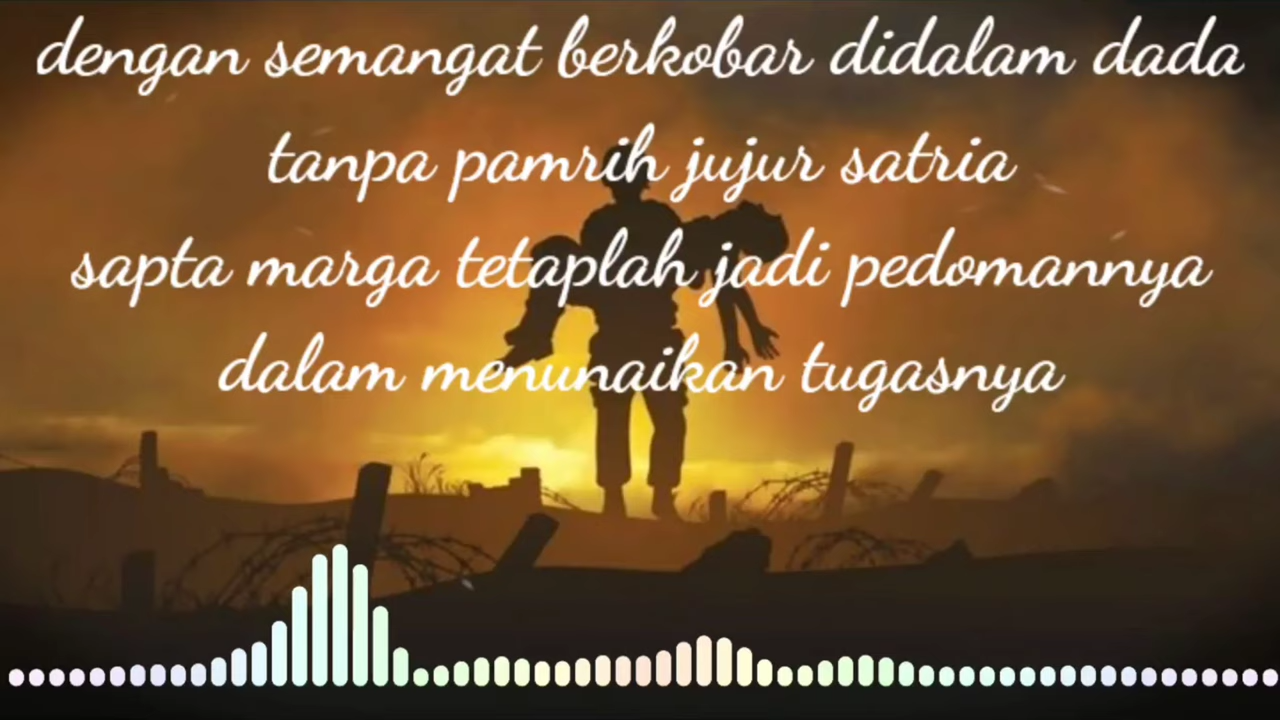 dengan semangat berkobar didalam dada
tanpa pamrih jujur satria
sapta marga tetaplah jadi pedomannya
dalam menunaikan tugasnya